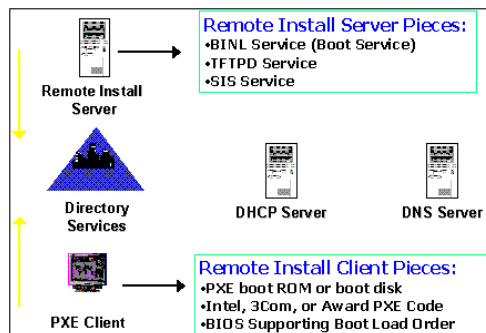 Remote Install Server Pieces:
•BINL Service (Boot Service)
•TFTPD Service
•SIS Service
Remote Install
Server
Directory
Services
DHCP Server
DNS Server
Remote Install Client Pieces:
•PXE boot ROM or boot disk
•Intel, 3Com, or Award PXE Code
•BIOS Supporting Boot Load Order
PXE Client